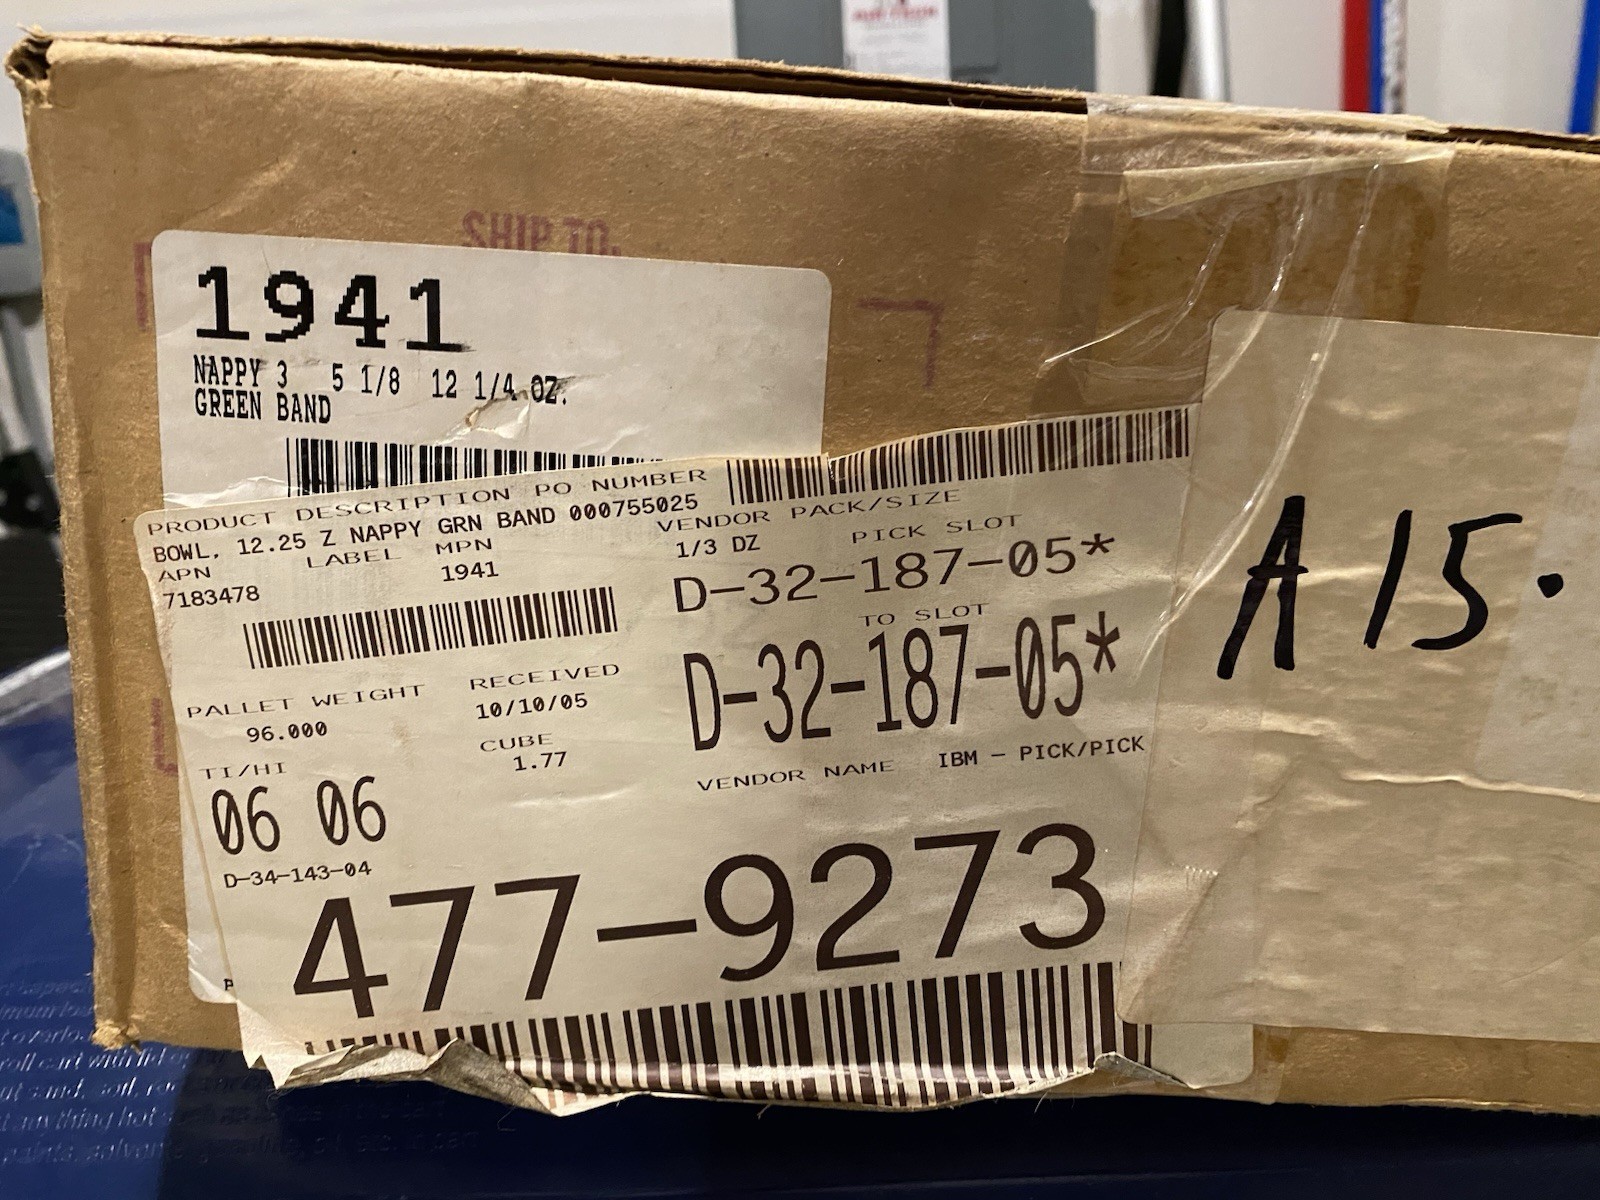 SHIP TO:
1941
NAPPY 3 5 1/8 12 1/4 OZ.
GREEN BAND
PRODUCT DESCRIPTION PO NUMBER
BOWL, 12.25 Z NAPPY GRN BAND 000755025
APN LABEL MPN
7183478 1941
VENDOR PACK/SIZE
1/3 DZ PICK SLOT
D-32-187-05*
TO SLOT
D-32-187-05*
PALLET WEIGHT RECEIVED
96.000 10/10/05
TI/HI CUBE
06 06 1.77
D-34-143-04
VENDOR NAME IBM - PICK/PICK
477-9273
A 15.